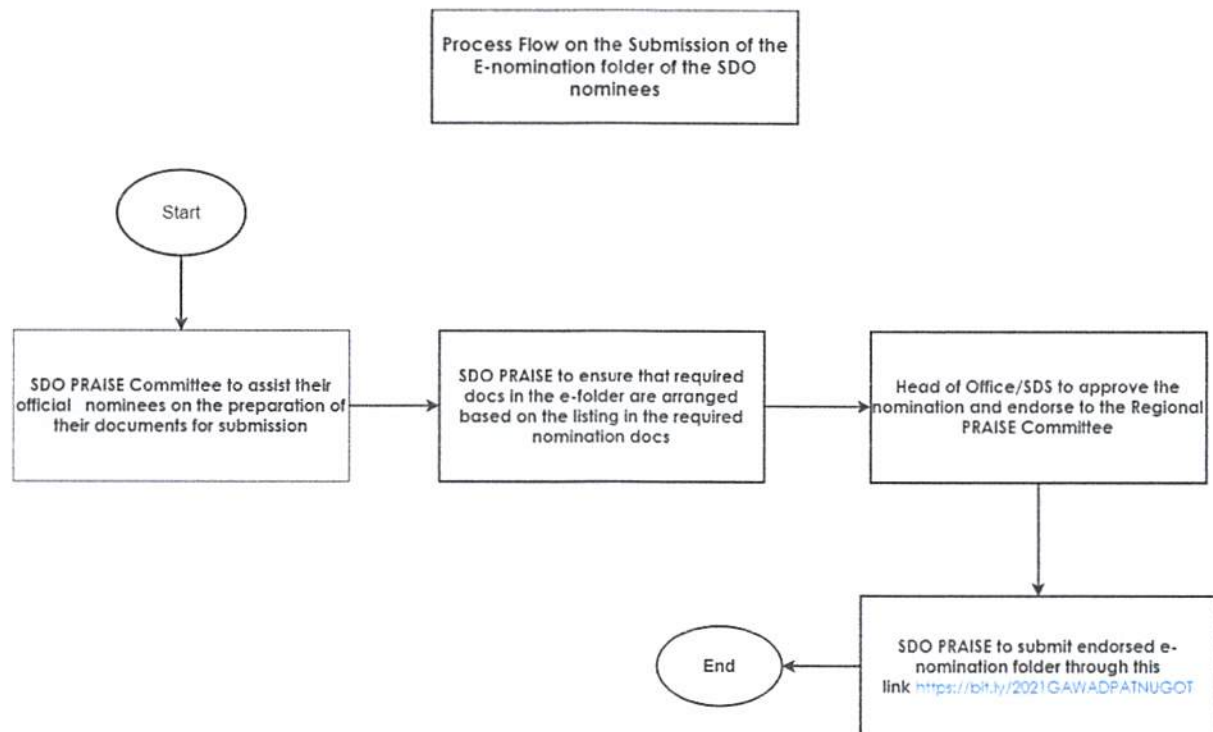 Process Flow on the Submission of the
E-nomination folder of the SDO
nominees
Start
SDO PRAISE Committee to assist their
official nominees on the preparation of
their documents for submission
SDO PRAISE to ensure that required
docs in the e-folder are arranged
based on the listing in the required
nomination docs
Head of Office/SDS to approve the
nomination and endorse to the Regional
PRAISE Committee
SDO PRAISE to submit endorsed e-
nomination folder through this
link https://bit.ly/2021GAWADPATNUGOT
End